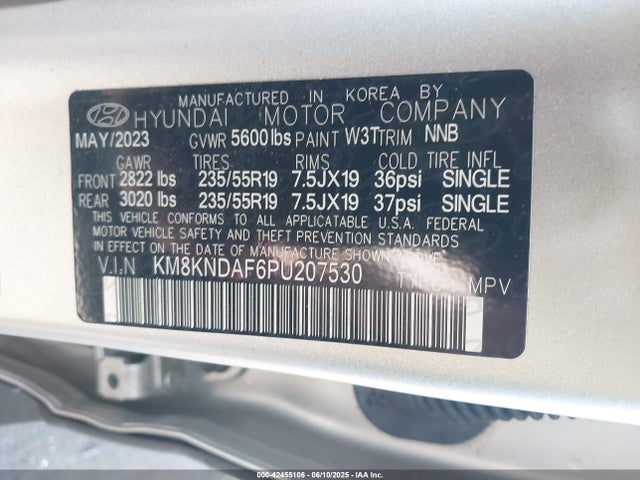 MANUFACTURED IN KOREA BY
HYUNDAI MOTOR COMPANY
MAY/2023 GVWR 5600 lbs PAINT W3T TRIM NNB
GAWR TIRES RIMS COLD TIRE INFL
FRONT 2822 lbs 235/55R19 7.5JX19 36psi SINGLE
REAR 3020 lbs 235/55R19 7.5JX19 37psi SINGLE
THIS VEHICLE CONFORMS TO ALL APPLICABLE U.S.A. FEDERAL
MOTOR VEHICLE SAFETY AND THEFT PREVENTION STANDARDS
IN EFFECT ON THE DATE OF MANUFACTURE SHOWN ABOVE.
V.I.N KM8KNDAF6PU207530 TYPE MPV
000-42455106 - 06/10/2025 - IAA Inc.